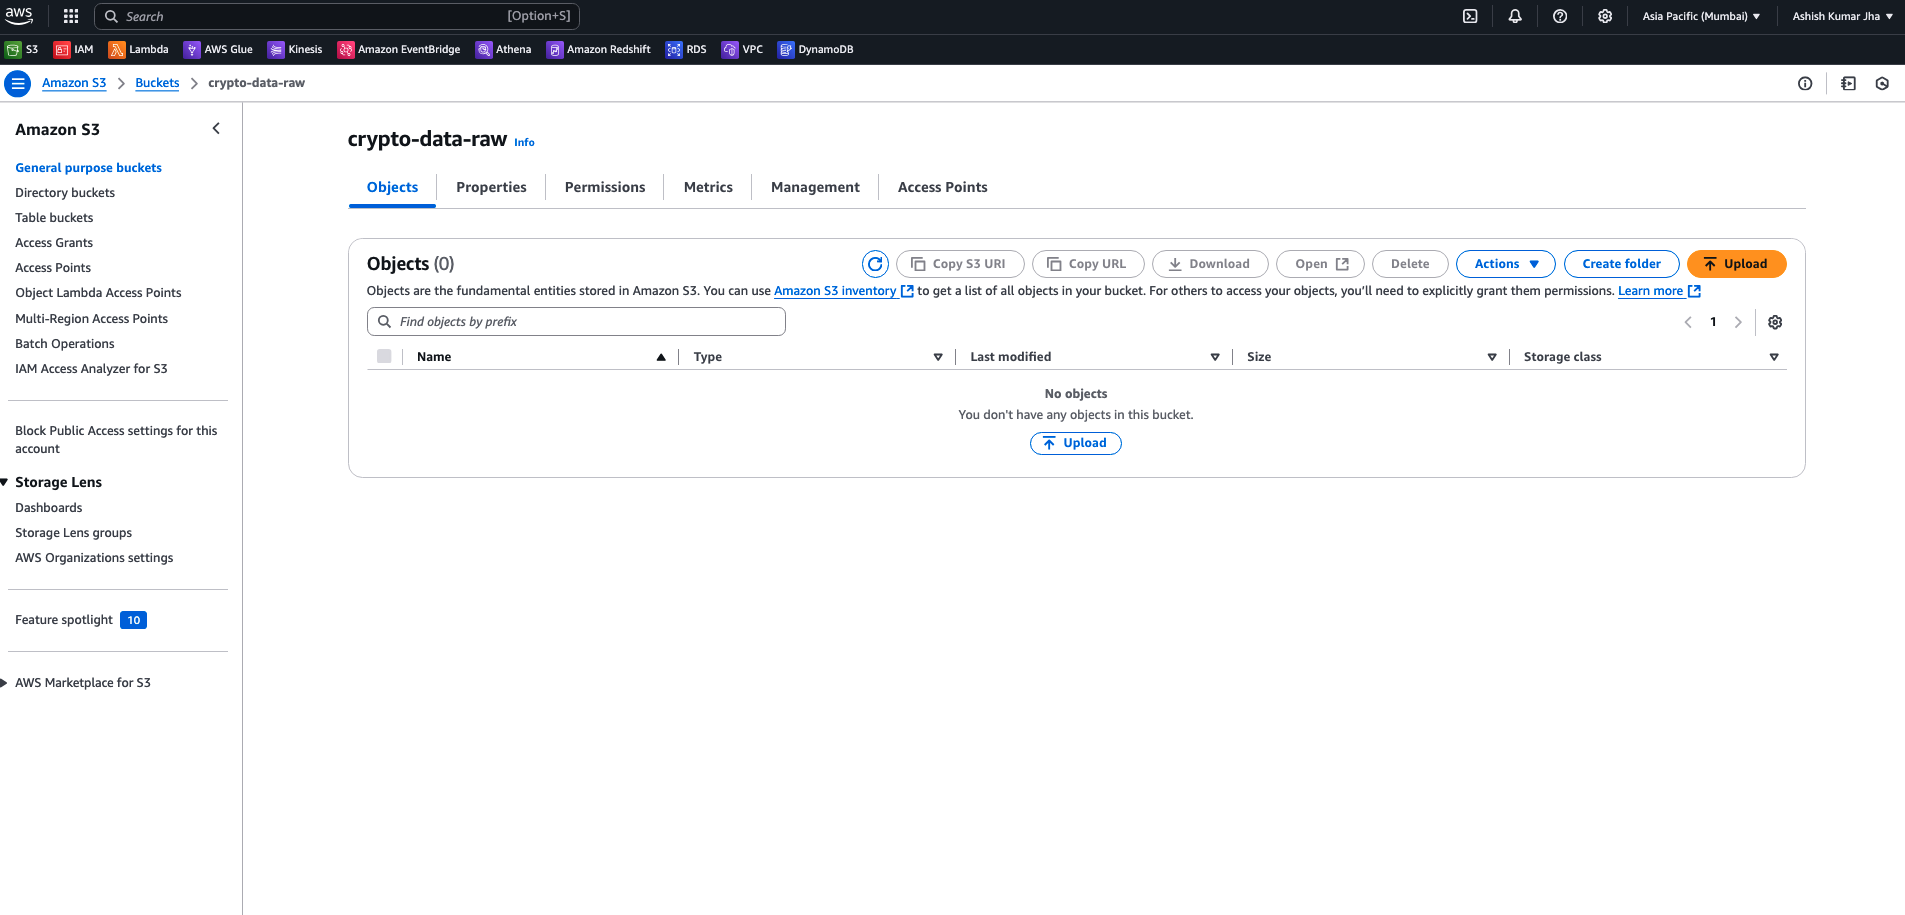 aws Search [Option+S] Asia Pacific (Mumbai) Ashish Kumar Jha
S3 IAM Lambda AWS Glue Kinesis Amazon EventBridge Athena Amazon Redshift RDS VPC DynamoDB
Amazon S3 Buckets crypto-data-raw
Amazon S3
General purpose buckets
Directory buckets
Table buckets
Access Grants
Access Points
Object Lambda Access Points
Multi-Region Access Points
Batch Operations
IAM Access Analyzer for S3
Block Public Access settings for this
account
Storage Lens
Dashboards
Storage Lens groups
AWS Organizations settings
Feature spotlight 10
AWS Marketplace for S3
crypto-data-raw Info
Objects Properties Permissions Metrics Management Access Points
Objects (0) Copy S3 URI Copy URL Download Open Delete Actions Create folder Upload
Objects are the fundamental entities stored in Amazon S3. You can use Amazon S3 inventory to get a list of all objects in your bucket. For others to access your objects, you'll need to explicitly grant them permissions. Learn more
Find objects by prefix 1
Name Type Last modified Size Storage class
No objects
You don't have any objects in this bucket.
Upload